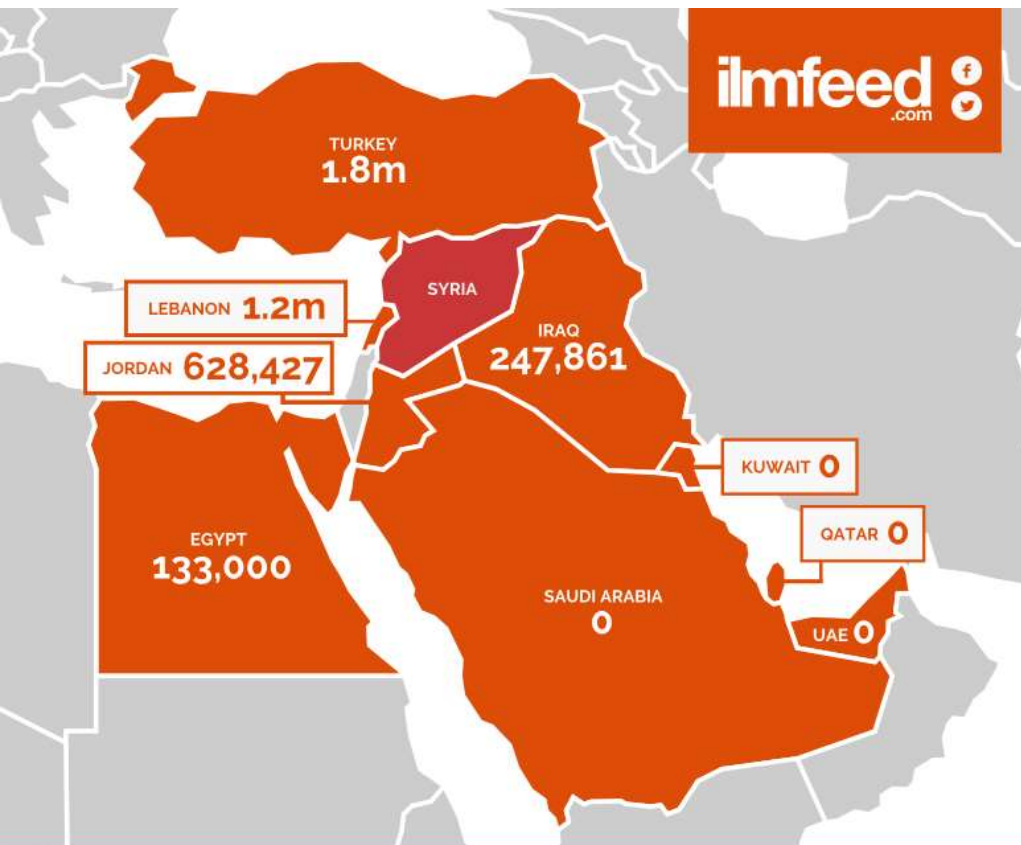 ilmfeed
.com
TURKEY
1.8m
SYRIA
LEBANON 1.2m
IRAQ
247,861
JORDAN 628,427
KUWAIT 0
QATAR 0
EGYPT
133,000
SAUDI ARABIA
0
UAE 0